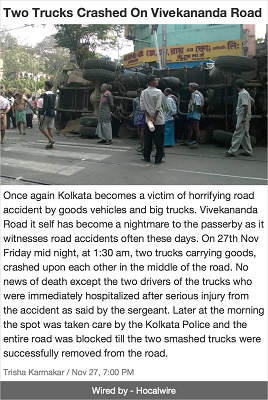 Two Trucks Crashed On Vivekananda Road
Once again Kolkata becomes a victim of horrifying road
accident by goods vehicles and big trucks. Vivekananda
Road it self has become a nightmare to the passerby as it
witnesses road accidents often these days. On 27th Nov
Friday mid night, at 1:30 am, two trucks carrying goods,
crashed upon each other in the middle of the road. No
news of death except the two drivers of the trucks who
were immediately hospitalized after serious injury from
the accident as said by the sergeant. Later at the morning
the spot was taken care by the Kolkata Police and the
entire road was blocked till the two smashed trucks were
successfully removed from the road.
Trisha Karmakar / Nov 27, 7:00 PM
Wired by - Hocalwire